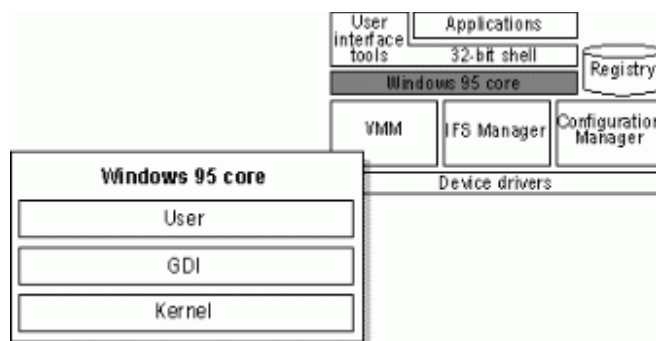 User
interface
tools
Applications
32-bit shell
Registry
Windows 95 core
VMM
IFS Manager
Configuration
Manager
Device drivers
Windows 95 core
User
GDI
Kernel